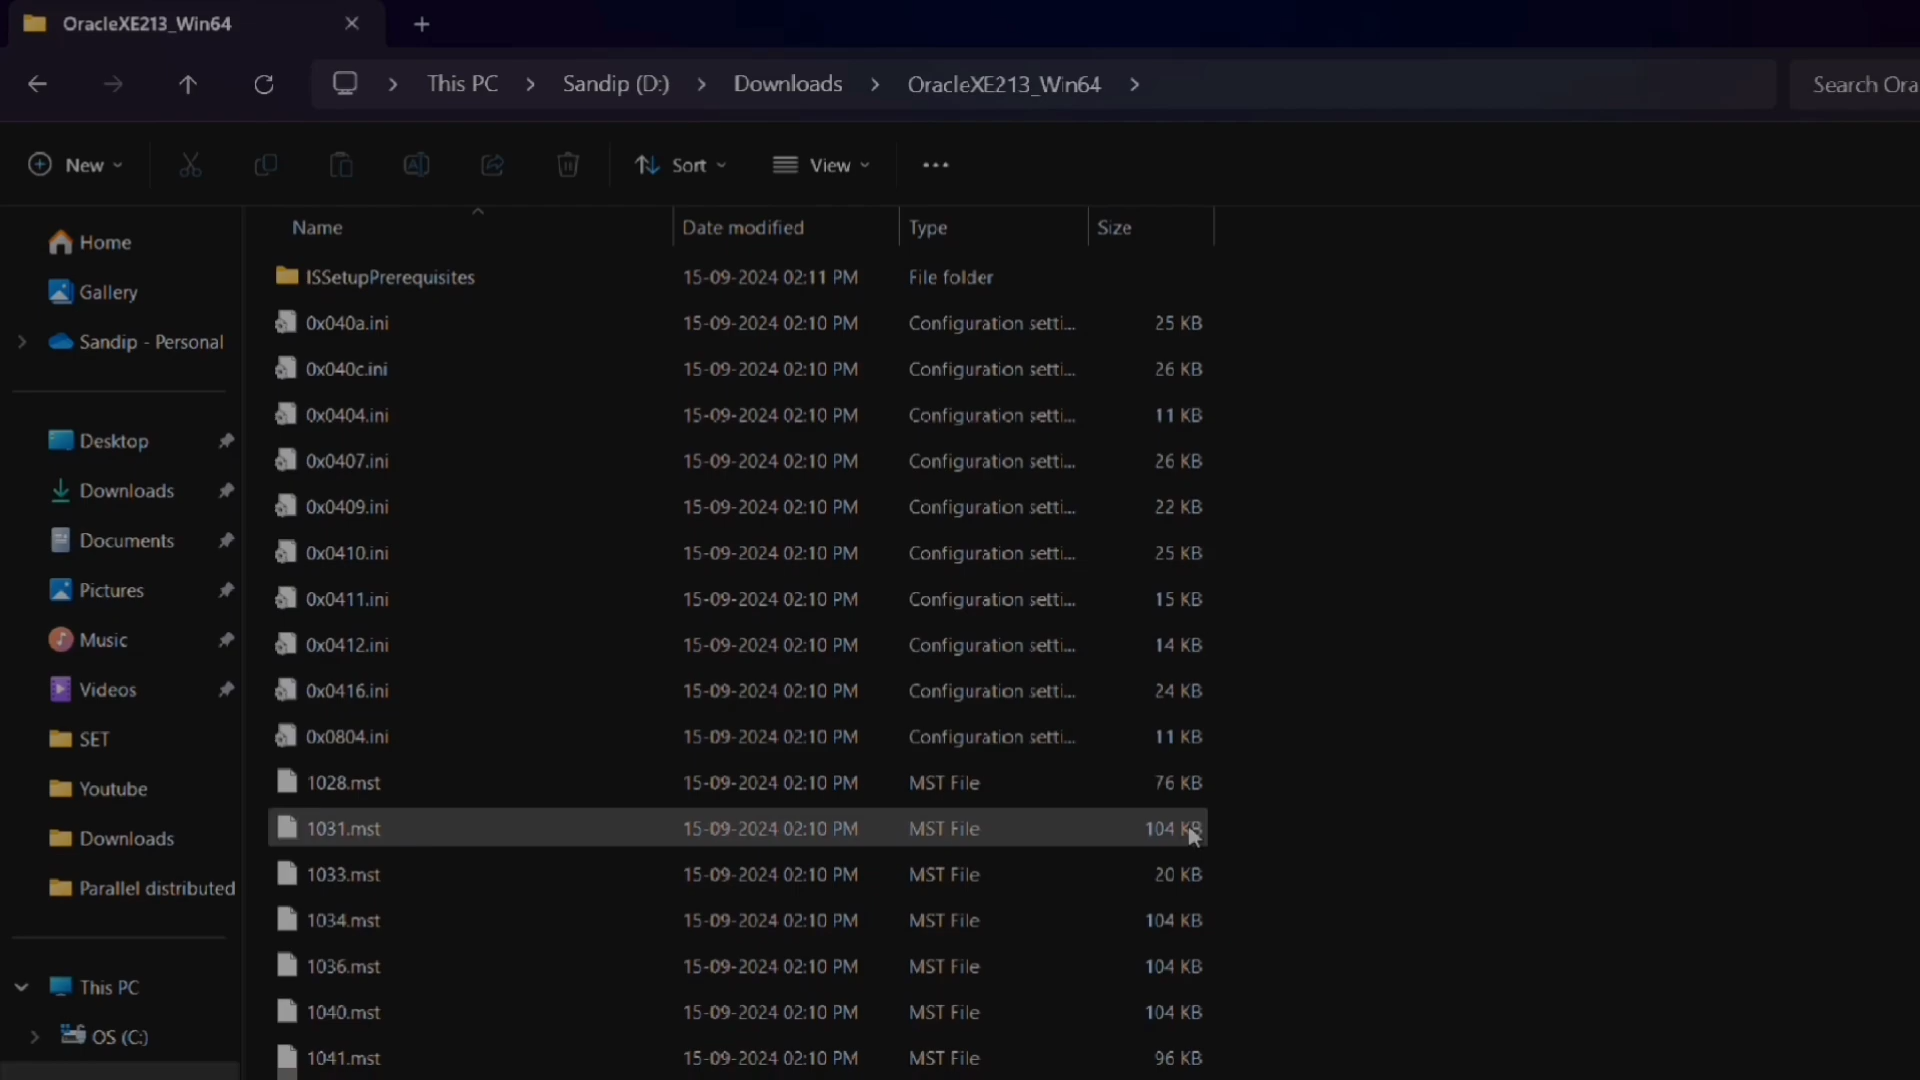 OracleXE213_Win64
This PC > Sandip (D:) > Downloads > OracleXE213_Win64 >
Search Ora
New
Sort
View
Name
Date modified
Type
Size
Home
Gallery
Sandip - Personal
Desktop
Downloads
Documents
Pictures
Music
Videos
SET
Youtube
Downloads
Parallel distributed
This PC
OS (C:)
ISSetupPrerequisites 15-09-2024 02:11 PM File folder
0x040a.ini 15-09-2024 02:10 PM Configuration setti... 25 KB
0x040c.ini 15-09-2024 02:10 PM Configuration setti... 26 KB
0x0404.ini 15-09-2024 02:10 PM Configuration setti... 11 KB
0x0407.ini 15-09-2024 02:10 PM Configuration setti... 26 KB
0x0409.ini 15-09-2024 02:10 PM Configuration setti... 22 KB
0x0410.ini 15-09-2024 02:10 PM Configuration setti... 25 KB
0x0411.ini 15-09-2024 02:10 PM Configuration setti... 15 KB
0x0412.ini 15-09-2024 02:10 PM Configuration setti... 14 KB
0x0416.ini 15-09-2024 02:10 PM Configuration setti... 24 KB
0x0804.ini 15-09-2024 02:10 PM Configuration setti... 11 KB
1028.mst 15-09-2024 02:10 PM MST File 76 KB
1031.mst 15-09-2024 02:10 PM MST File 104 KB
1033.mst 15-09-2024 02:10 PM MST File 20 KB
1034.mst 15-09-2024 02:10 PM MST File 104 KB
1036.mst 15-09-2024 02:10 PM MST File 104 KB
1040.mst 15-09-2024 02:10 PM MST File 104 KB
1041.mst 15-09-2024 02:10 PM MST File 96 KB